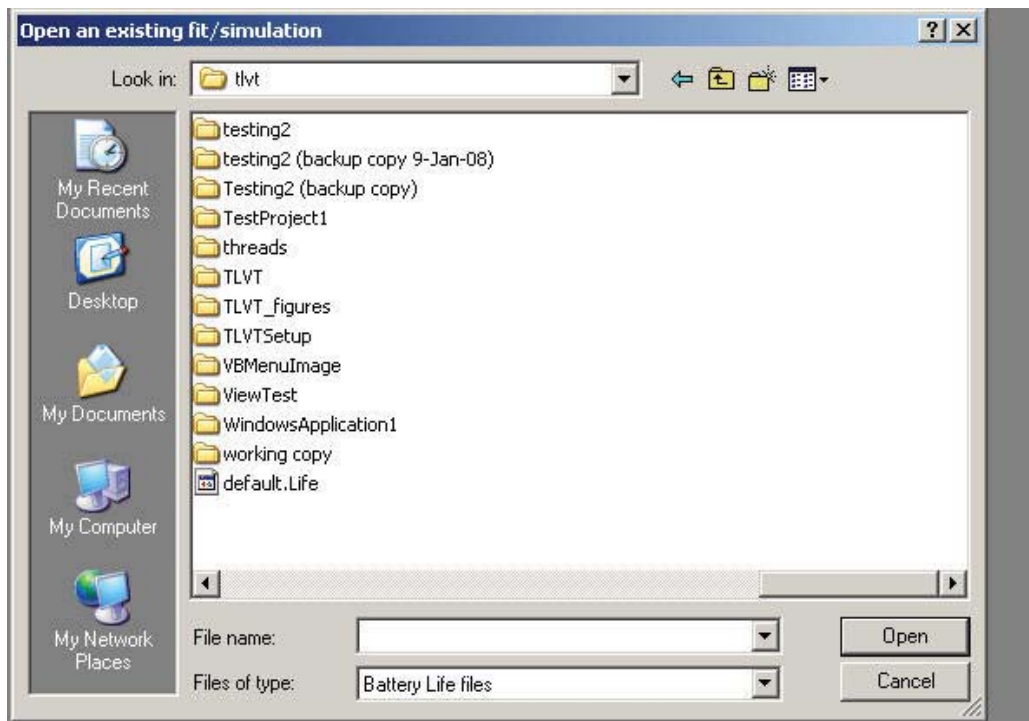 Open an existing fit/simulation
Look in: tlvt
My Recent
Documents
Desktop
My Documents
My Computer
My Network
Places
testing2
testing2 (backup copy 9-Jan-08)
Testing2 (backup copy)
TestProject1
threads
TLVT
TLVT_figures
TLVTSetup
VBMenuImage
ViewTest
WindowsApplication1
working copy
default.Life
File name:
Open
Files of type: Battery Life files
Cancel